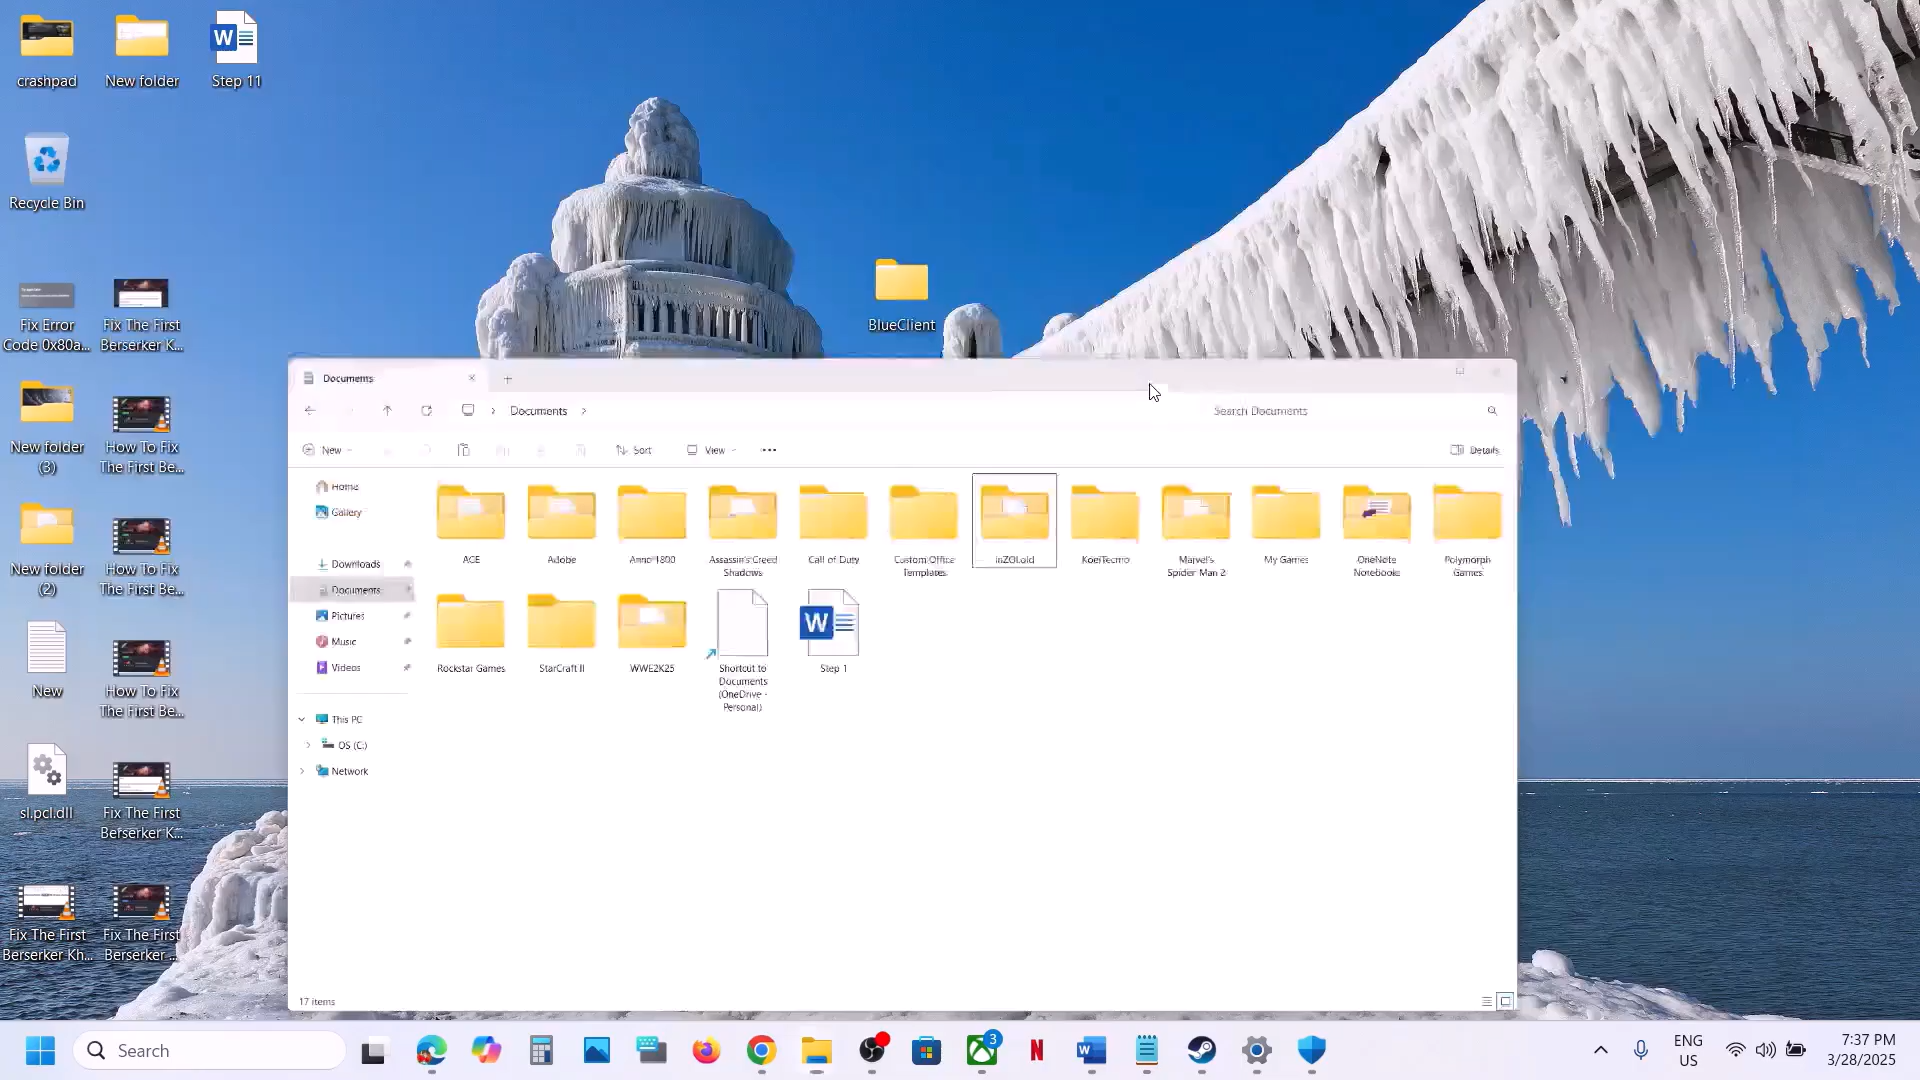 crashpad
New folder
Step 11
Recycle Bin
Fix Error
Code 0x80a...
Fix The First
Berserker K...
New folder
(3)
How To Fix
The First Be...
New folder
(2)
How To Fix
The First Be...
New
How To Fix
The First Be...
sl.pcl.dll
Fix The First
Berserker K...
Fix The First
Berserker Kh...
Fix The First
Berserker ...
BlueClient
Documents
Documents
Search Documents
New
Sort
View
Details
Home
Gallery
Downloads
Documents
Pictures
Music
Videos
This PC
OS (C:)
Network
ACE
Adobe
Anno 1800
Assassin's Creed
Shadows
Call of Duty
Custom Office
Templates
inZOI.old
KoeiTecmo
Marvel's
Spider-Man 2
My Games
OneNote
Notebooks
Polymorph
Games
Rockstar Games
StarCraft II
WWE2K25
Shortcut to
Documents
(OneDrive -
Personal)
Step 1
17 items
Search
3
ENG
US
7:37 PM
3/28/2025